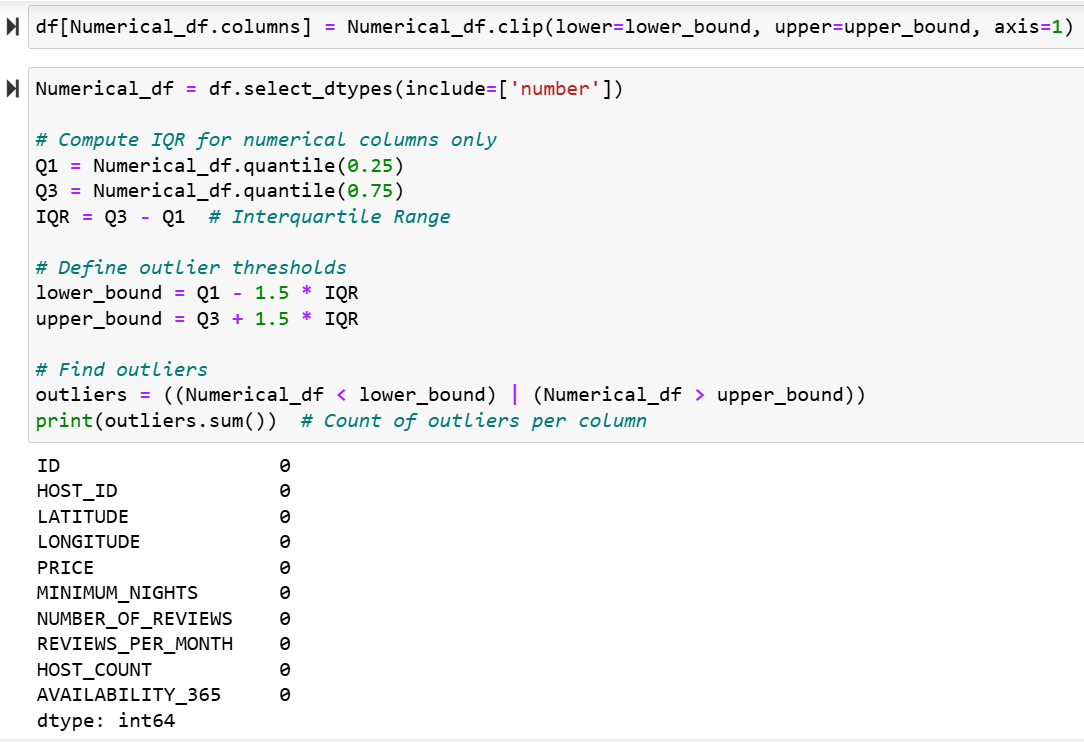 df[Numerical_df.columns] = Numerical_df.clip(lower=lower_bound, upper=upper_bound, axis=1)
Numerical_df = df.select_dtypes(include=['number'])
# Compute IQR for numerical columns only
Q1 = Numerical_df.quantile(0.25)
Q3 = Numerical_df.quantile(0.75)
IQR = Q3 - Q1  # Interquartile Range
# Define outlier thresholds
lower_bound = Q1 - 1.5 * IQR
upper_bound = Q3 + 1.5 * IQR
# Find outliers
outliers = ((Numerical_df < lower_bound) | (Numerical_df > upper_bound))
print(outliers.sum())  # Count of outliers per column
ID                   0
HOST_ID              0
LATITUDE             0
LONGITUDE            0
PRICE                0
MINIMUM_NIGHTS       0
NUMBER_OF_REVIEWS    0
REVIEWS_PER_MONTH    0
HOST_COUNT           0
AVAILABILITY_365     0
dtype: int64